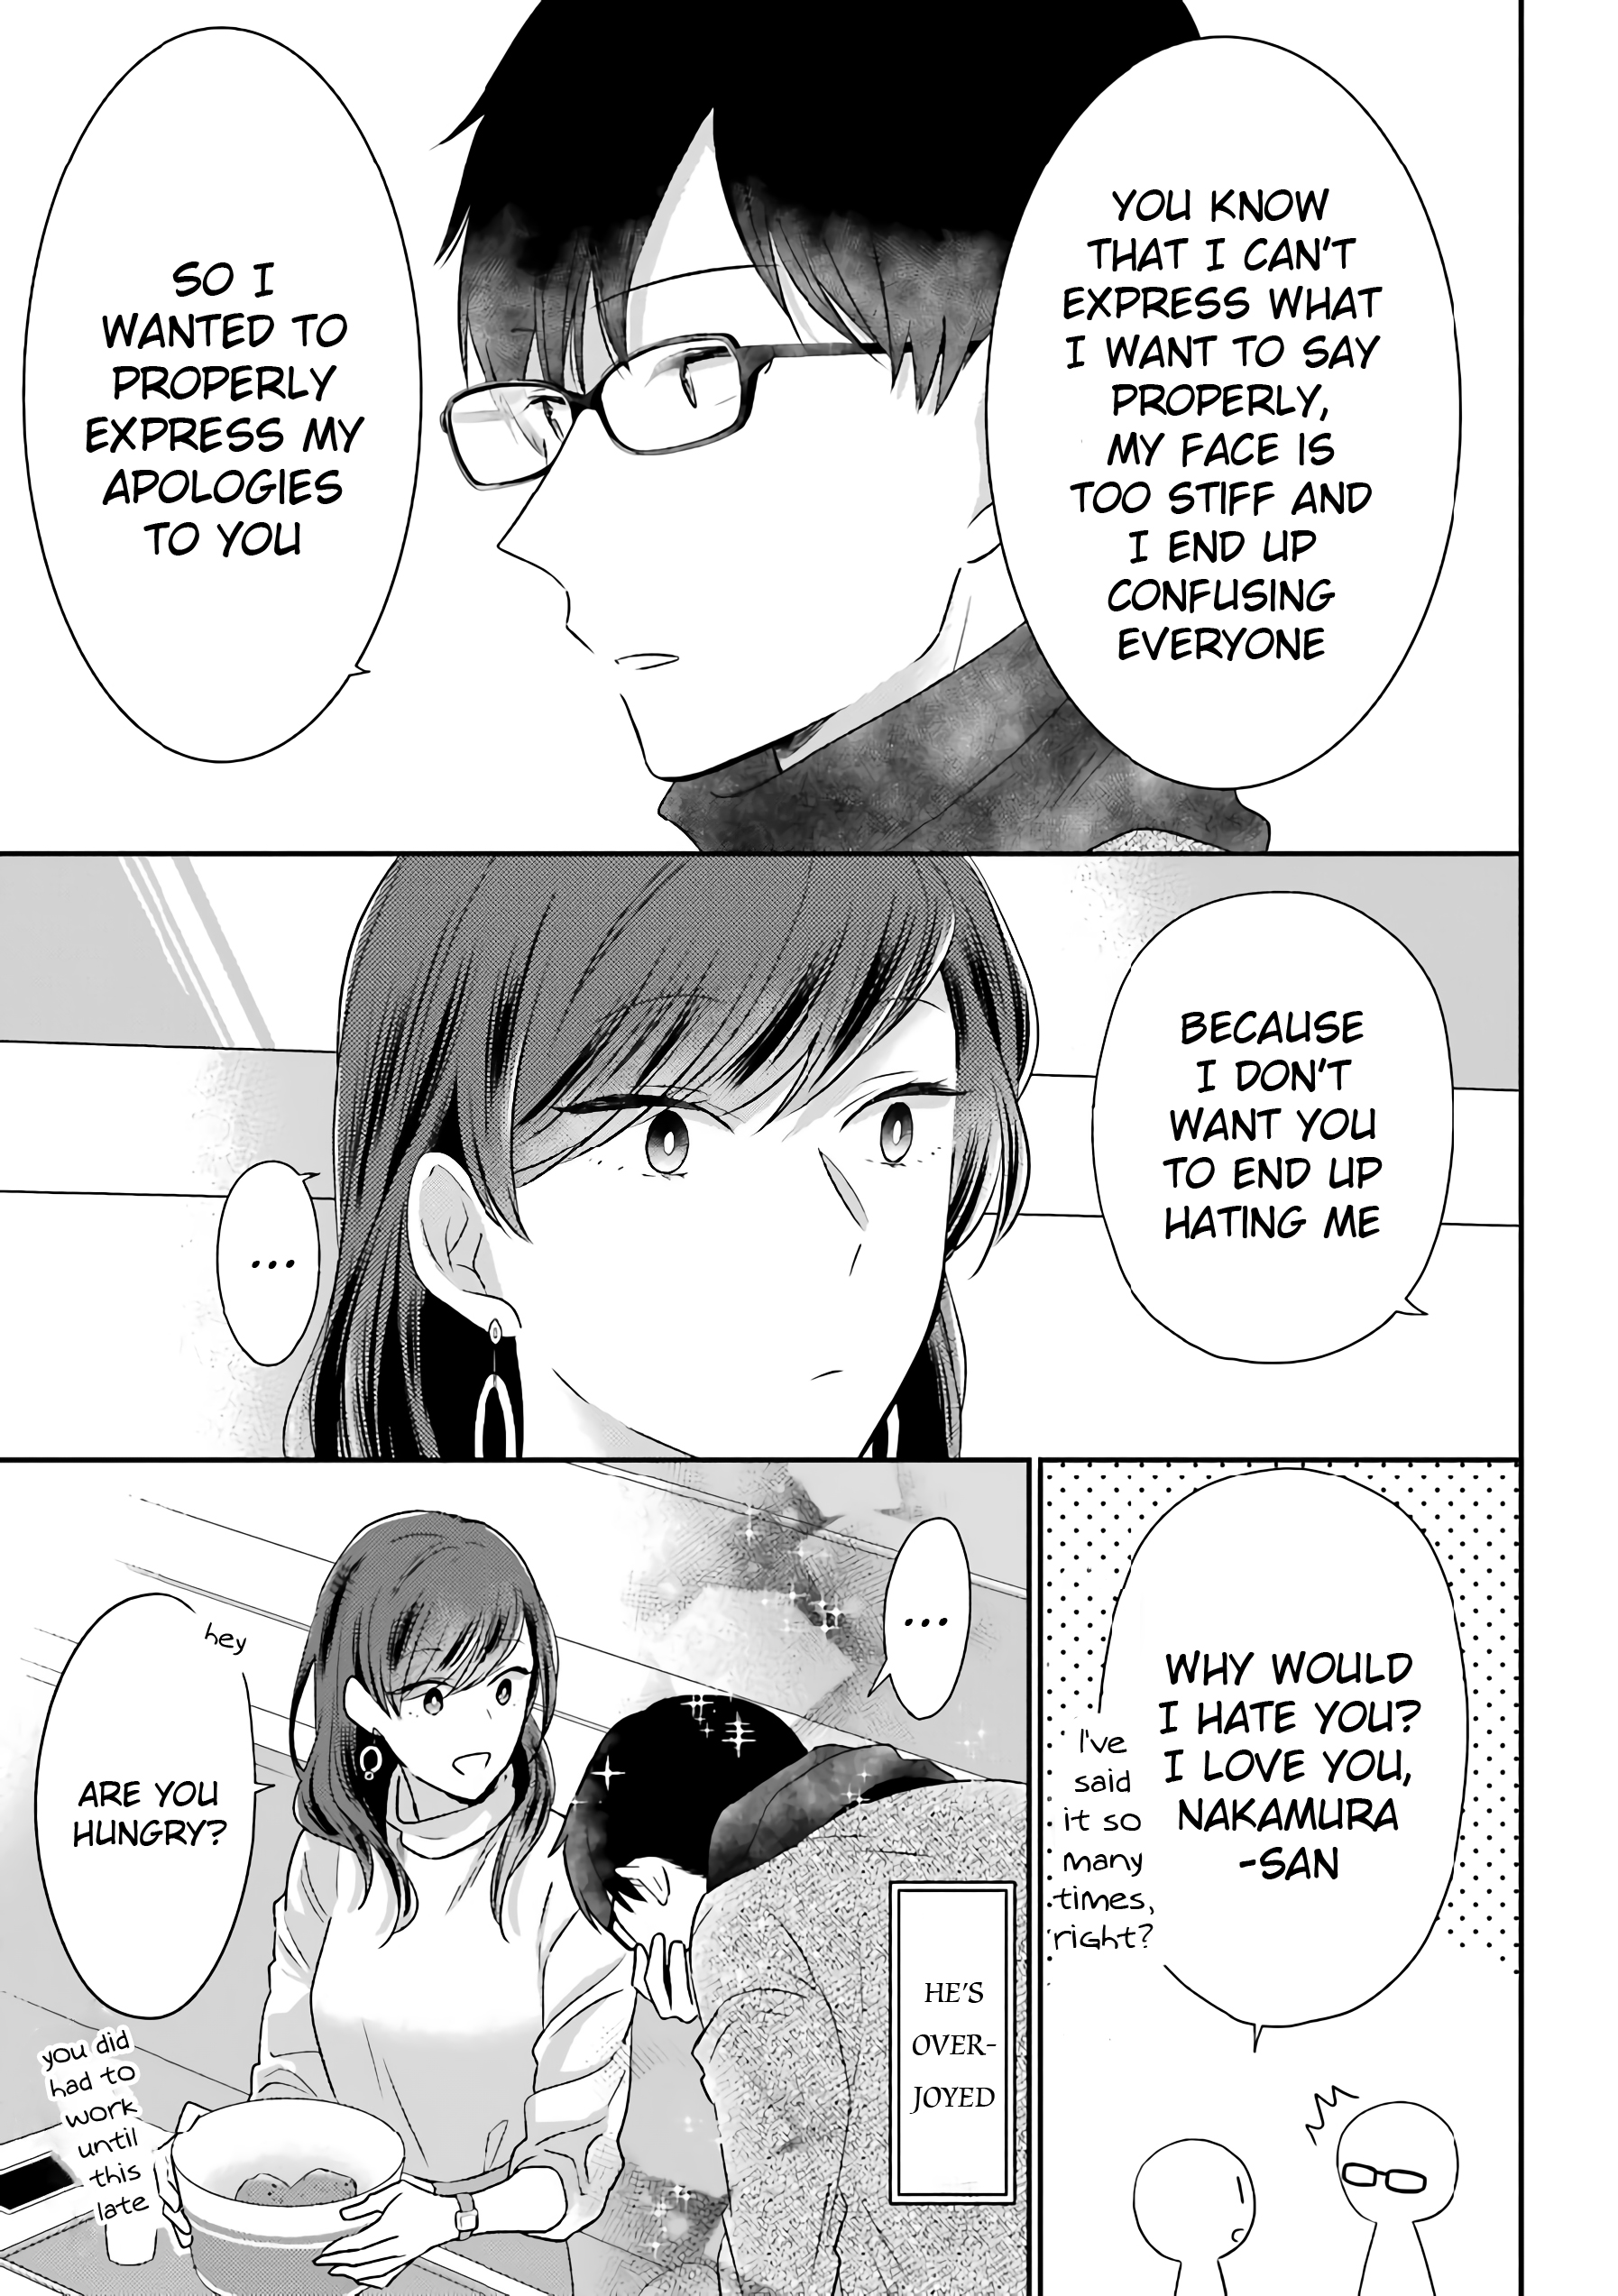 YOU KNOW
THAT I CAN'T
EXPRESS WHAT
I WANT TO SAY
PROPERLY,
MY FACE IS
TOO STIFF AND
I END UP
CONFUSING
EVERYONE
SO I
WANTED TO
PROPERLY
EXPRESS MY
APOLOGIES
TO YOU
BECAUSE
I DON'T
WANT YOU
TO END UP
HATING ME
...
WHY WOULD
I HATE YOU?
I LOVE YOU,
NAKAMURA
-SAN
I've
said
it so
many
times,
right?
...
HE'S
OVER-
JOYED
hey
ARE YOU
HUNGRY?
you did
had to
work
until
this
late